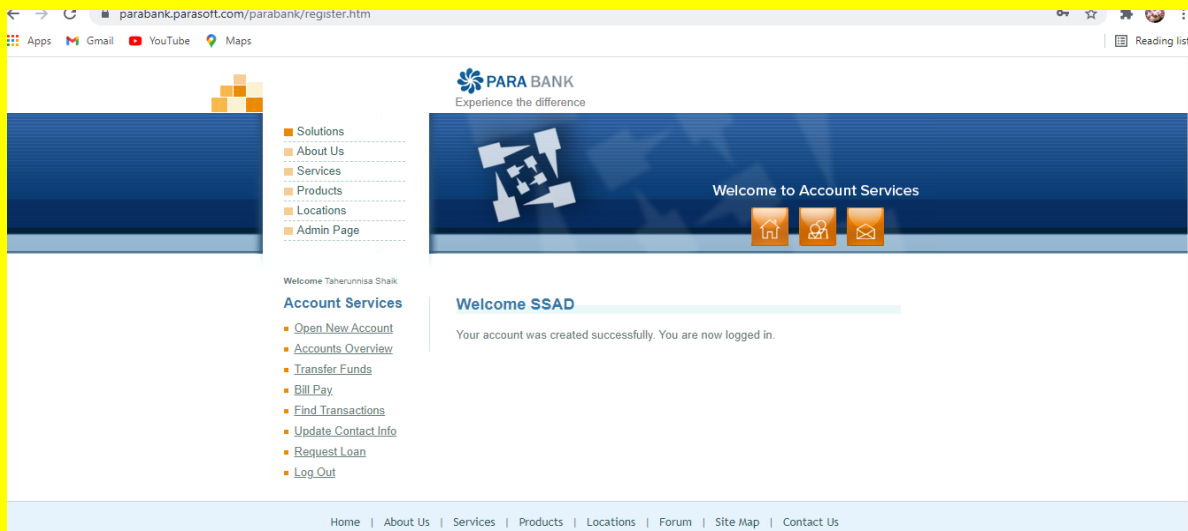 parabank.parasoft.com/parabank/register.htm
Apps Gmail YouTube Maps Reading list
PARA BANK
Experience the difference
Solutions
About Us
Services
Products
Locations
Admin Page
Welcome to Account Services
Welcome Taherunnisa Shaik
Account Services
Open New Account
Accounts Overview
Transfer Funds
Bill Pay
Find Transactions
Update Contact Info
Request Loan
Log Out
Welcome SSAD
Your account was created successfully. You are now logged in.
Home | About Us | Services | Products | Locations | Forum | Site Map | Contact Us